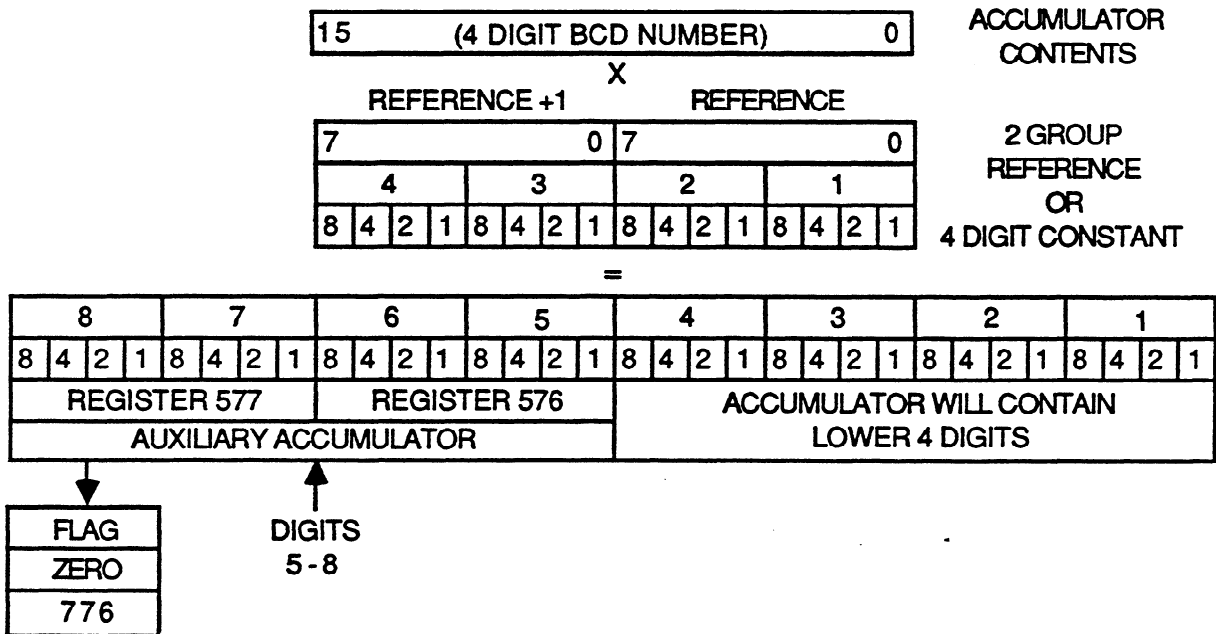 15 (4 DIGIT BCD NUMBER) 0
ACCUMULATOR
CONTENTS
X
REFERENCE +1 REFERENCE
7 0 7 0
4 3 2 1
8 4 2 1 8 4 2 1 8 4 2 1 8 4 2 1
2 GROUP
REFERENCE
OR
4 DIGIT CONSTANT
=
8 7 6 5 4 3 2 1
8 4 2 1 8 4 2 1 8 4 2 1 8 4 2 1 8 4 2 1 8 4 2 1 8 4 2 1 8 4 2 1
REGISTER 577 REGISTER 576
AUXILIARY ACCUMULATOR
ACCUMULATOR WILL CONTAIN
LOWER 4 DIGITS
FLAG
ZERO
776
DIGITS
5-8